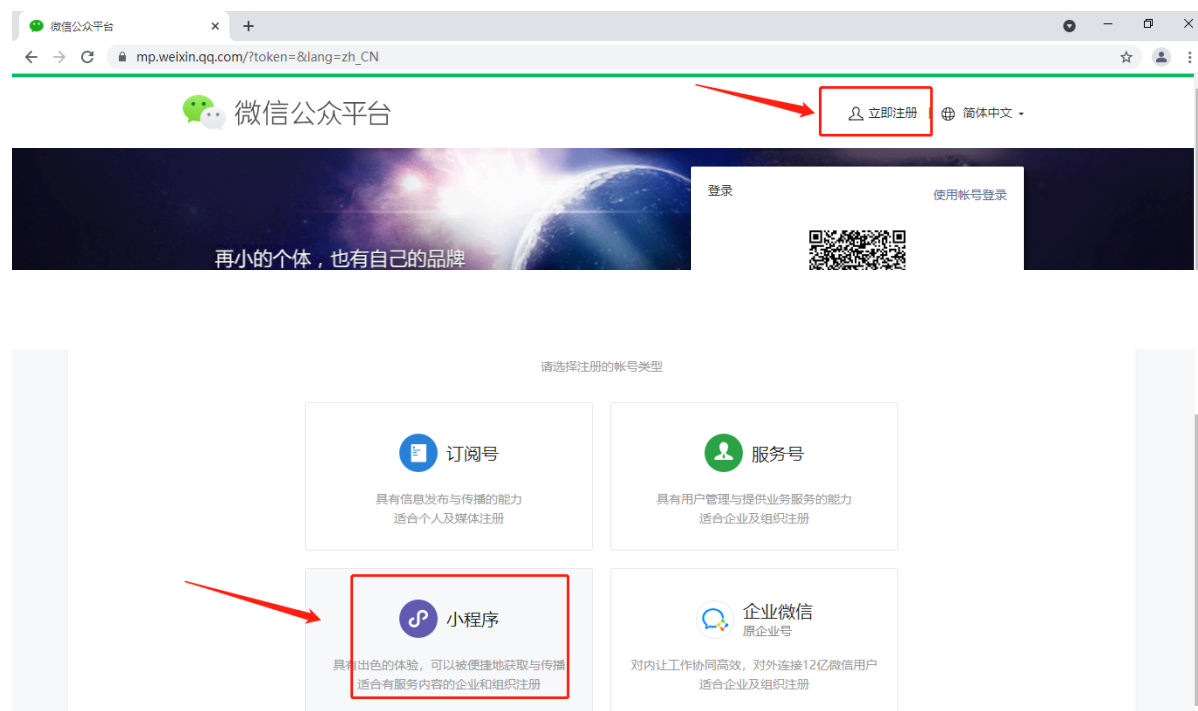 微信公众平台
mp.weixin.qq.com/?token=&lang=zh_CN
微信公众平台
立即注册
简体中文
登录
使用帐号登录
再小的个体，也有自己的品牌
请选择注册的帐号类型
订阅号
具有信息发布与传播的能力
适合个人及媒体注册
服务号
具有用户管理与提供业务服务的能力
适合企业及组织注册
小程序
具有出色的体验，可以被便捷地获取与传播
适合有服务内容的企业和组织注册
企业微信
原企业号
对内让工作协同高效，对外连接12亿微信用户
适合企业及组织注册